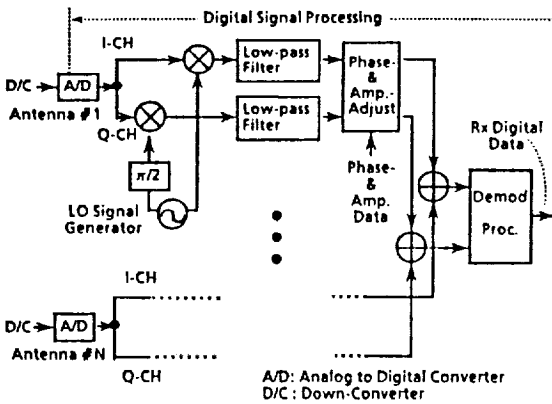 Digital Signal Processing
I-CH
D/C
A/D
Antenna #1
Q-CH
π/2
LO Signal
Generator
Low-pass
Filter
Low-pass
Filter
Phase-
&
Amp.-
Adjust
Phase-
&
Amp.
Data
Rx Digital
Data
Demod
Proc.
I-CH
D/C
A/D
Antenna #N
Q-CH
A/D: Analog to Digital Converter
D/C : Down-Converter